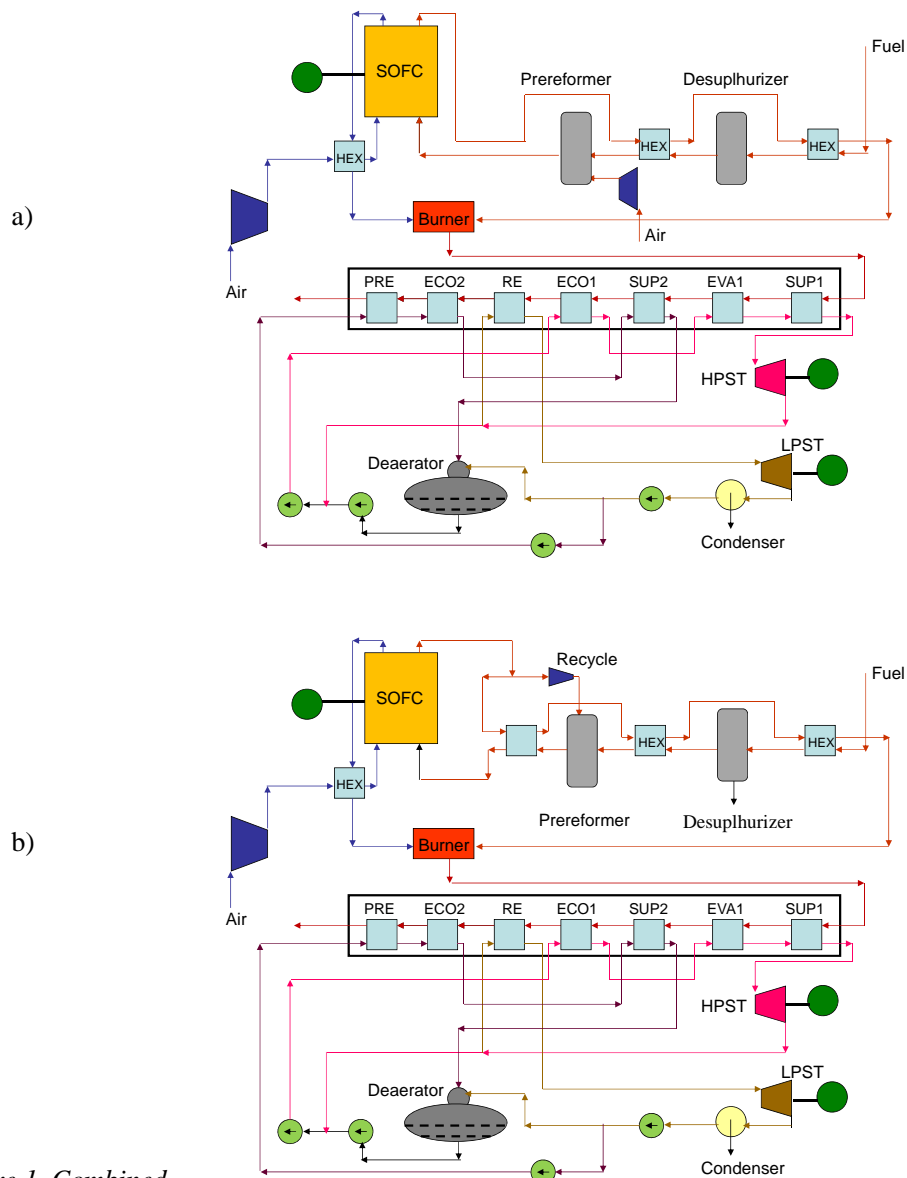 a)
Fuel
SOFC
Prereformer
Desuplhurizer
HEX
HEX
HEX
Burner
Air
Air
PRE
ECO2
RE
ECO1
SUP2
EVA1
SUP1
HPST
LPST
Deaerator
Condenser
b)
Recycle
Fuel
SOFC
HEX
HEX
HEX
Prereformer
Desuplhurizer
Burner
Air
PRE
ECO2
RE
ECO1
SUP2
EVA1
SUP1
HPST
LPST
Deaerator
Condenser
1. Combined